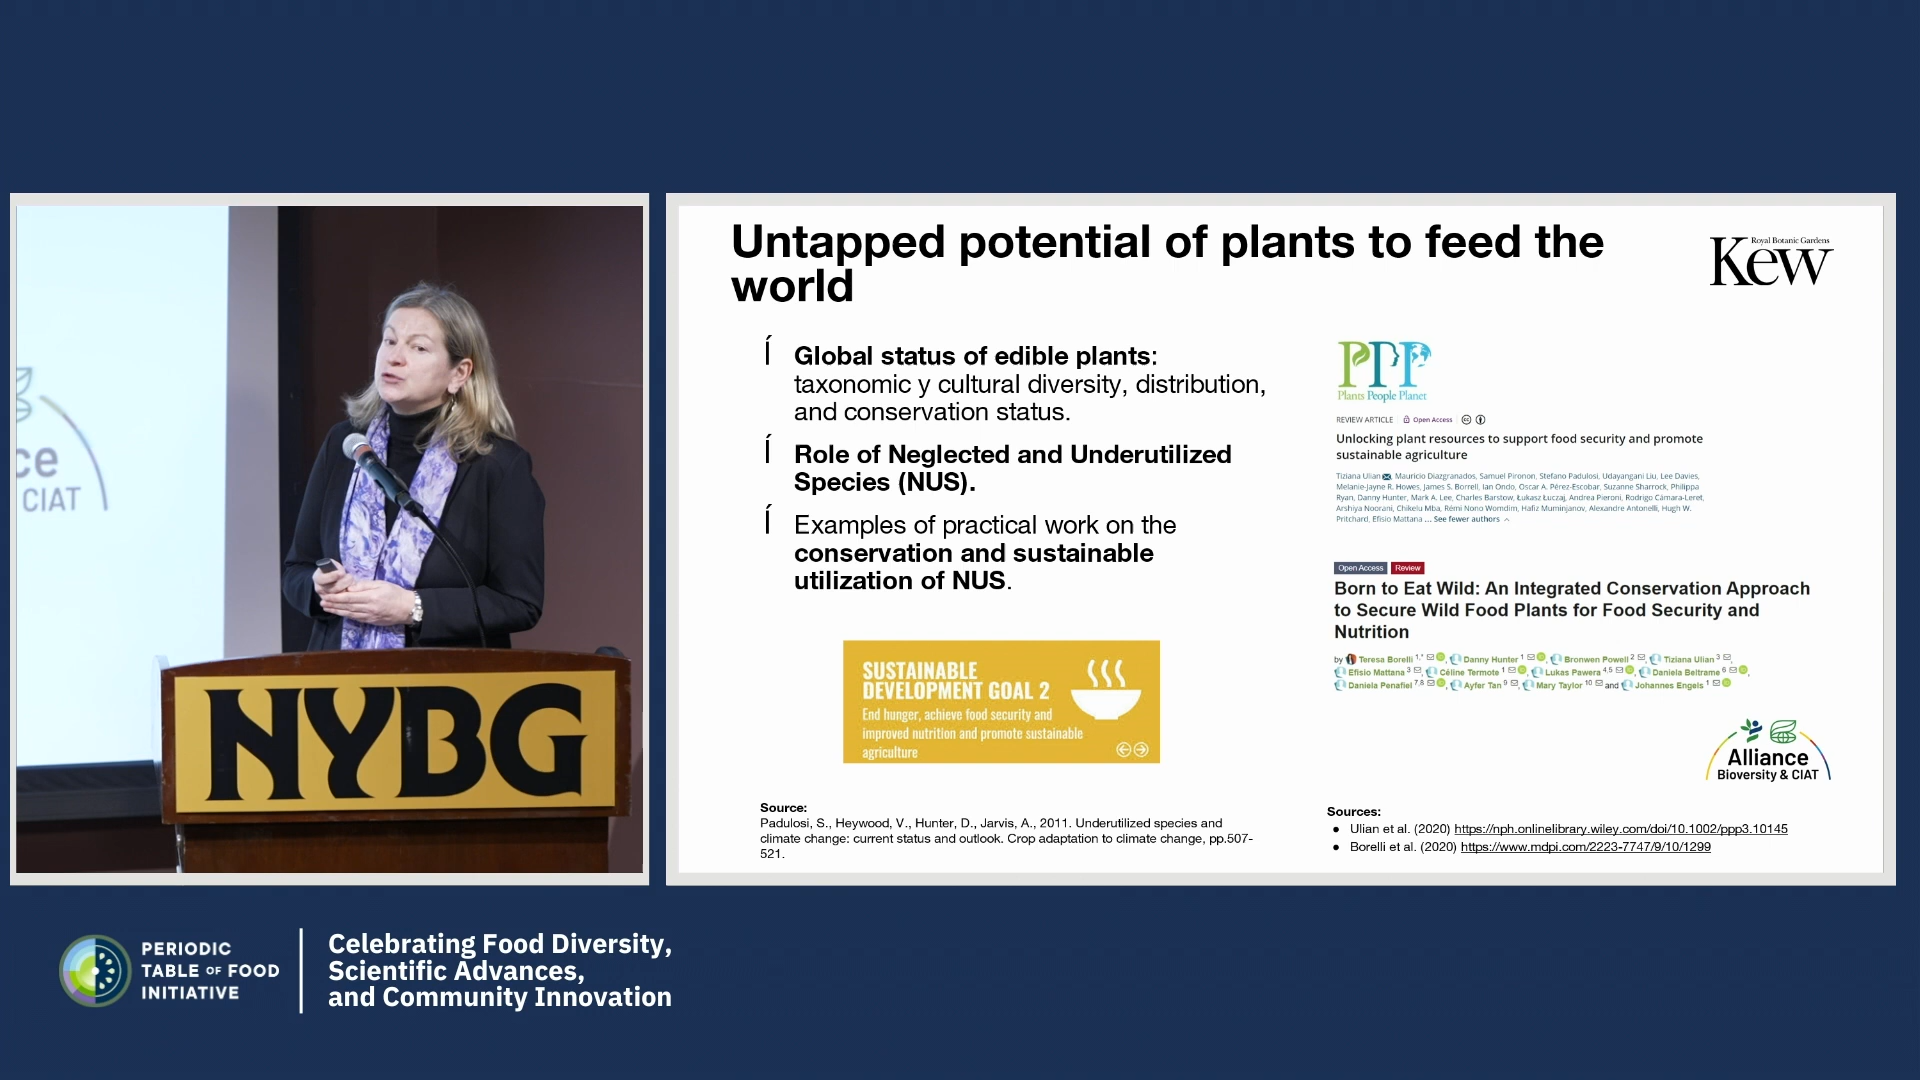 ce
CIAT
NYBG
Untapped potential of plants to feed the
world
Royal Botanic Gardens
Kew
Í Global status of edible plants:
taxonomic y cultural diversity, distribution,
and conservation status.
Í Role of Neglected and Underutilized
Species (NUS).
Í Examples of practical work on the
conservation and sustainable
utilization of NUS.
SUSTAINABLE
DEVELOPMENT GOAL 2
End hunger, achieve food security and
improved nutrition and promote sustainable
agriculture
Source:
Padulosi, S., Heywood, V., Hunter, D., Jarvis, A., 2011. Underutilized species and
climate change: current status and outlook. Crop adaptation to climate change, pp.507-
521.
PPP
Plants People Planet
REVIEW ARTICLE Open Access
Unlocking plant resources to support food security and promote
sustainable agriculture
Tiziana Ulian, Mauricio Diazgranados, Samuel Pironon, Stefano Padulosi, Udayangani Liu, Lee Davies,
Melanie-Jayne R. Howes, James S. Borrell, Ian Ondo, Oscar A. Pérez-Escobar, Suzanne Sharrock, Philippa
Ryan, Danny Hunter, Mark A. Lee, Charles Barstow, Łukasz Łuczaj, Andrea Pieroni, Rodrigo Cámara-Leret,
Arshiya Noorani, Chikelu Mba, Rémi Nono Womdim, Hafiz Muminjanov, Alexandre Antonelli, Hugh W.
Pritchard, Efisio Mattana ... See fewer authors
Open Access Review
Born to Eat Wild: An Integrated Conservation Approach
to Secure Wild Food Plants for Food Security and
Nutrition
by Teresa Borelli 1,*, Danny Hunter 1, Bronwen Powell 2, Tiziana Ulian 3,
Efisio Mattana 3, Céline Termote 1, Lukas Pawera 4,5, Daniela Beltrame 6,
Daniela Penafiel 7,8, Ayfer Tan 9, Mary Taylor 10 and Johannes Engels 1
Alliance
Bioversity & CIAT
Sources:
● Ulian et al. (2020) https://nph.onlinelibrary.wiley.com/doi/10.1002/ppp3.10145
● Borelli et al. (2020) https://www.mdpi.com/2223-7747/9/10/1299
PERIODIC
TABLE OF FOOD
INITIATIVE
Celebrating Food Diversity,
Scientific Advances,
and Community Innovation